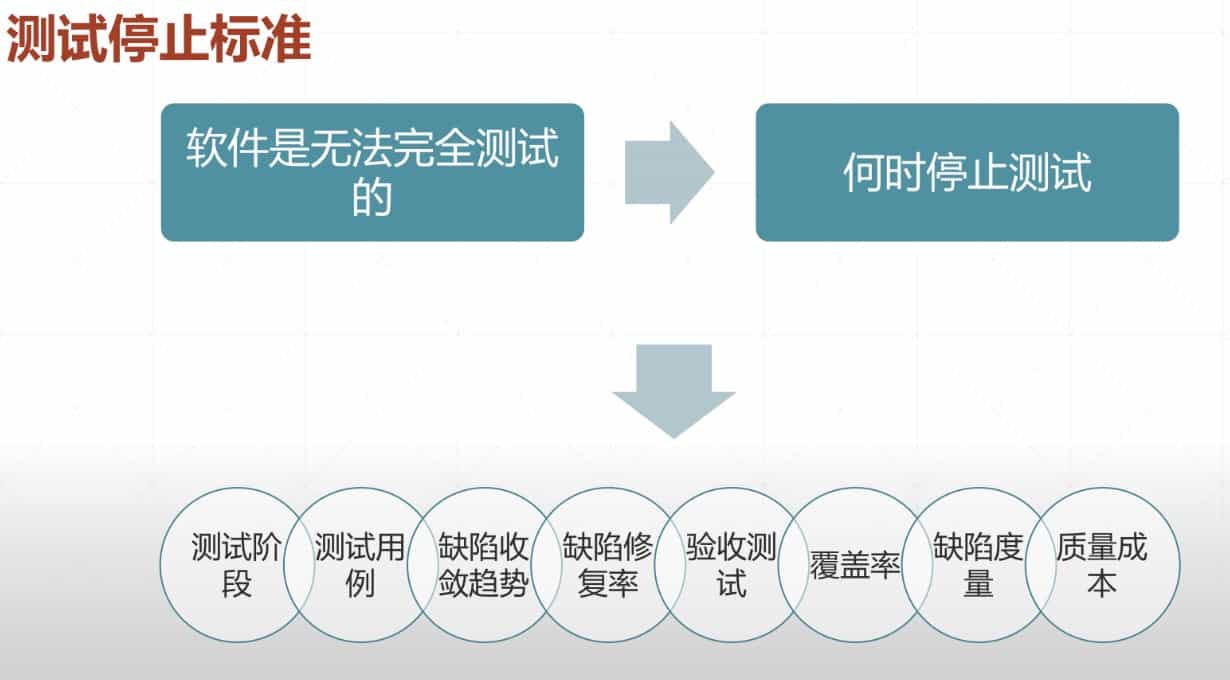 测试停止标准
软件是无法完全测试
的
何时停止测试
测试阶
段
测试用
例
缺陷收
敛趋势
缺陷修
复率
验收测
试
覆盖率
缺陷度
量
质量成
本